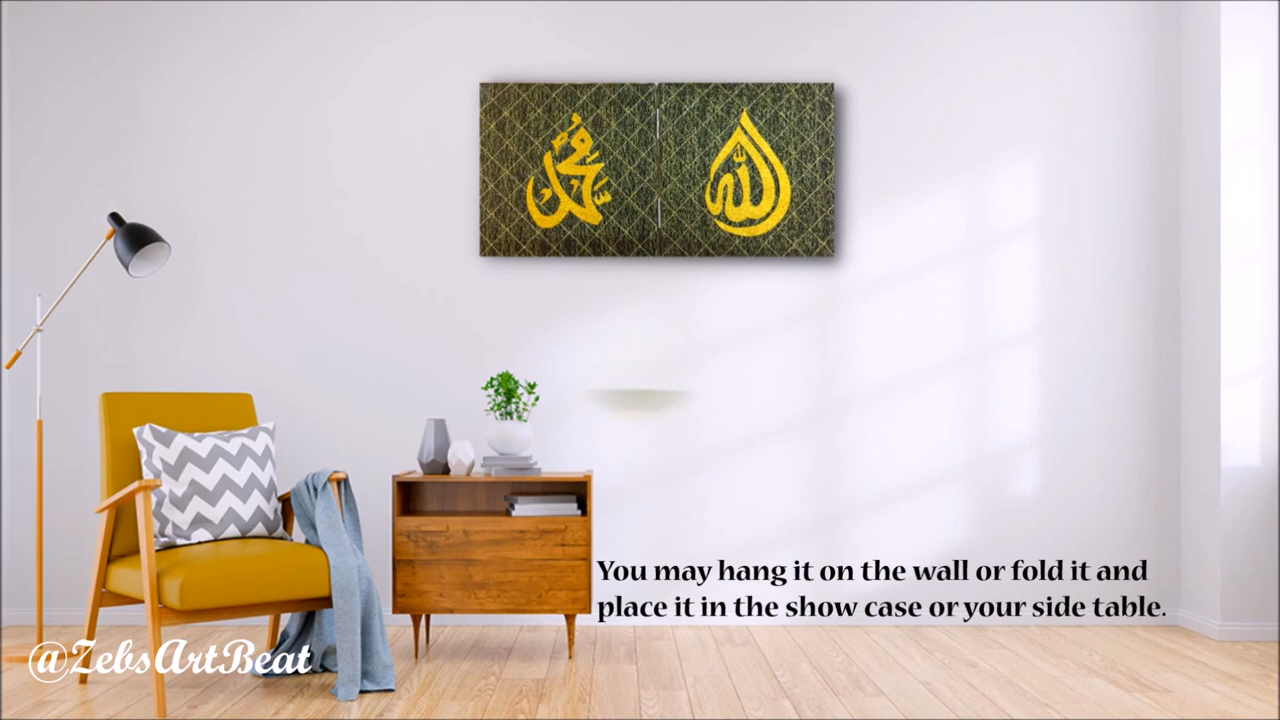 محمد
الله
You may hang it on the wall or fold it and
place it in the show case or your side table.
@ZebsArtBeat